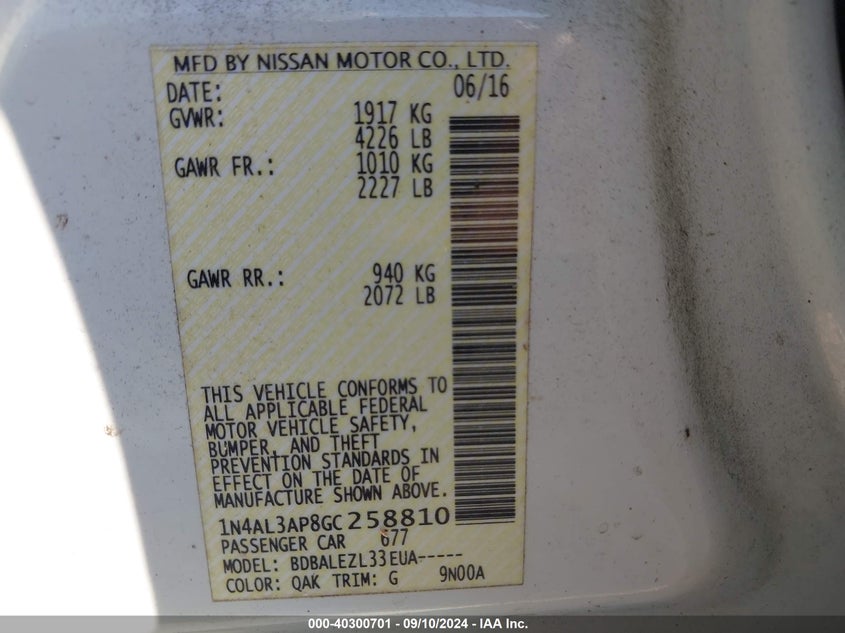 MFD BY NISSAN MOTOR CO., LTD.
DATE: 06/16
GVWR: 1917 KG
4226 LB
GAWR FR.: 1010 KG
2227 LB
GAWR RR.: 940 KG
2072 LB
THIS VEHICLE CONFORMS TO
ALL APPLICABLE FEDERAL
MOTOR VEHICLE SAFETY,
BUMPER, AND THEFT
PREVENTION STANDARDS IN
EFFECT ON THE DATE OF
MANUFACTURE SHOWN ABOVE.
1N4AL3AP8GC258810
PASSENGER CAR 677
MODEL: BDBALEZL33EUA-----
COLOR: QAK TRIM: G 9N00A
000-40300701 - 09/10/2024 - IAA Inc.